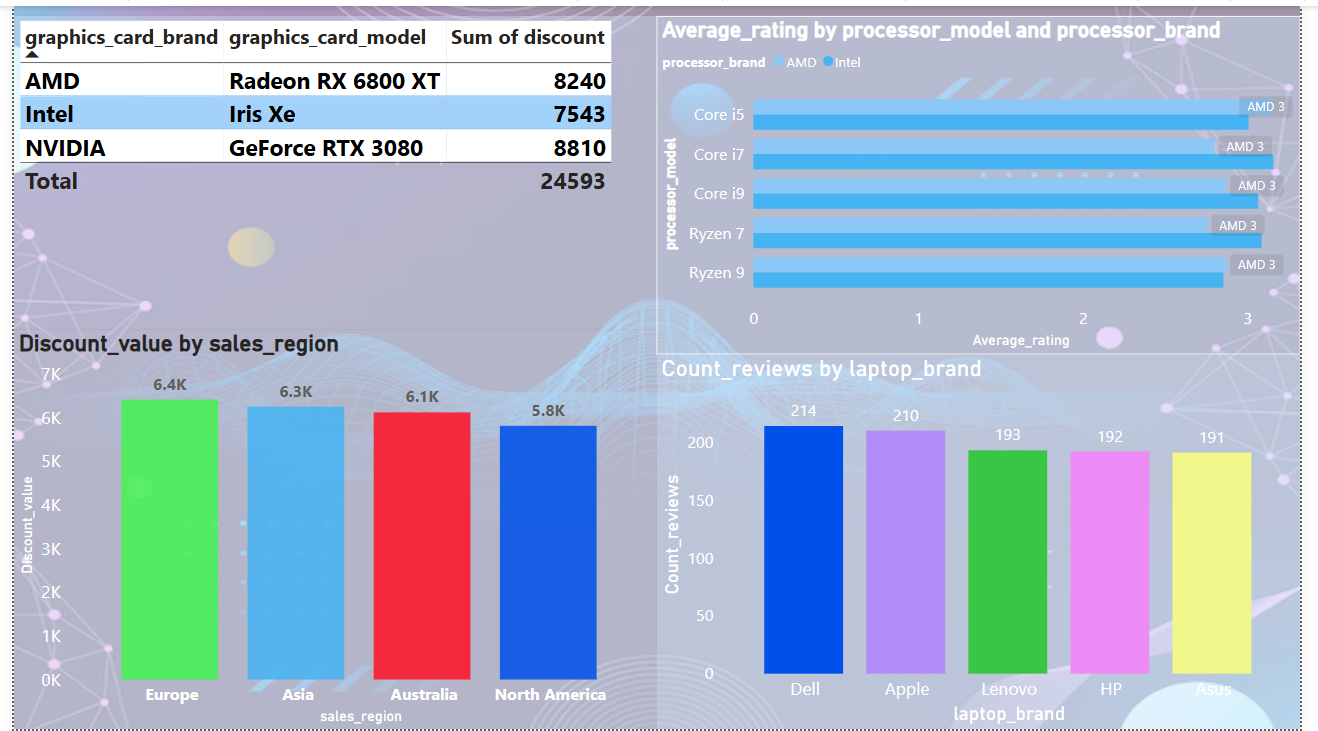 graphics_card_brand graphics_card_model Sum of discount
AMD Radeon RX 6800 XT 8240
Intel Iris Xe 7543
NVIDIA GeForce RTX 3080 8810
Total 24593
Average_rating by processor_model and processor_brand
processor_brand AMD Intel
processor_model
Core i5 AMD 3
Core i7 AMD 3
Core i9 AMD 3
Ryzen 7 AMD 3
Ryzen 9 AMD 3
0 1 2 3
Average_rating
Discount_value by sales_region
Discount_value
7K
6K
5K
4K
3K
2K
1K
0K
6.4K 6.3K 6.1K 5.8K
Europe Asia Australia North America
sales_region
Count_reviews by laptop_brand
Count_reviews
200
150
100
50
0
214 210 193 192 191
Dell Apple Lenovo HP Asus
laptop_brand